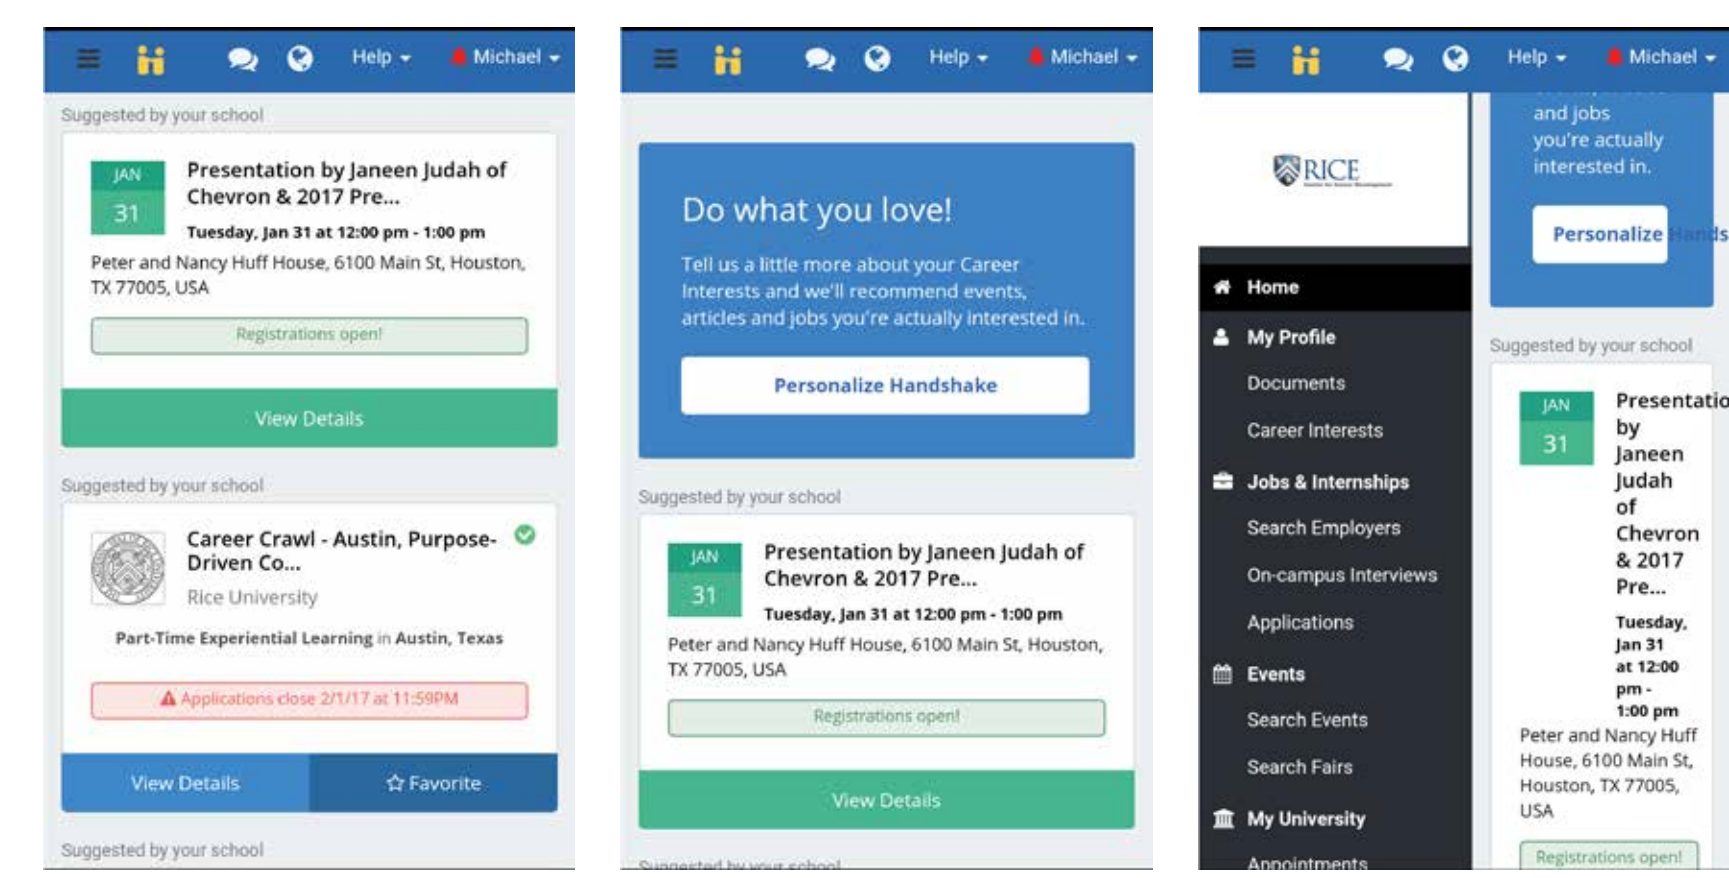 Help
Michael
Suggested by your school
JAN
31
Presentation by Janeen Judah of
Chevron & 2017 Pre...
Tuesday, Jan 31 at 12:00 pm - 1:00 pm
Peter and Nancy Huff House, 6100 Main St, Houston,
TX 77005, USA
Registrations open!
View Details
Suggested by your school
Career Crawl - Austin, Purpose-
Driven Co...
Rice University
Part-Time Experiential Learning in Austin, Texas
Applications close 2/1/17 at 11:59PM
View Details
Favorite
Suggested by your school
Help
Michael
Do what you love!
Tell us a little more about your Career
Interests and we'll recommend events,
articles and jobs you're actually interested in.
Personalize Handshake
Suggested by your school
JAN
31
Presentation by Janeen Judah of
Chevron & 2017 Pre...
Tuesday, Jan 31 at 12:00 pm - 1:00 pm
Peter and Nancy Huff House, 6100 Main St, Houston,
TX 77005, USA
Registrations open!
View Details
Suggested by your school
Help
Michael
RICE
Home
My Profile
Documents
Career Interests
Jobs & Internships
Search Employers
On-campus Interviews
Applications
Events
Search Events
Search Fairs
My University
Appointments
and jobs
you're actually
interested in.
Personalize Hands
Suggested by your school
JAN
31
Presentatio
by
Janeen
Judah
of
Chevron
& 2017
Pre...
Tuesday,
Jan 31
at 12:00
pm -
1:00 pm
Peter and Nancy Huff
House, 6100 Main St,
Houston, TX 77005,
USA
Registrations open!